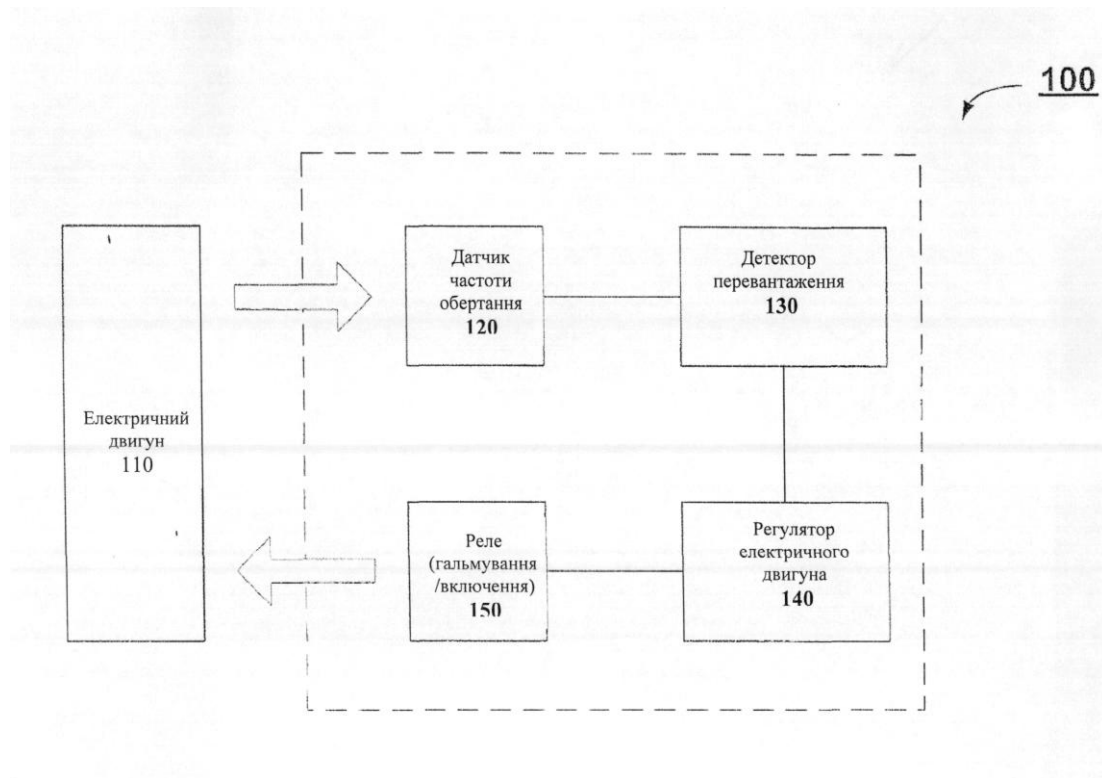 100
Датчик
частоти
обертання
120
Детектор
перевантаження
130
Електричний
двигун
110
Реле
(гальмування
/включення)
150
Регулятор
електричного
двигуна
140